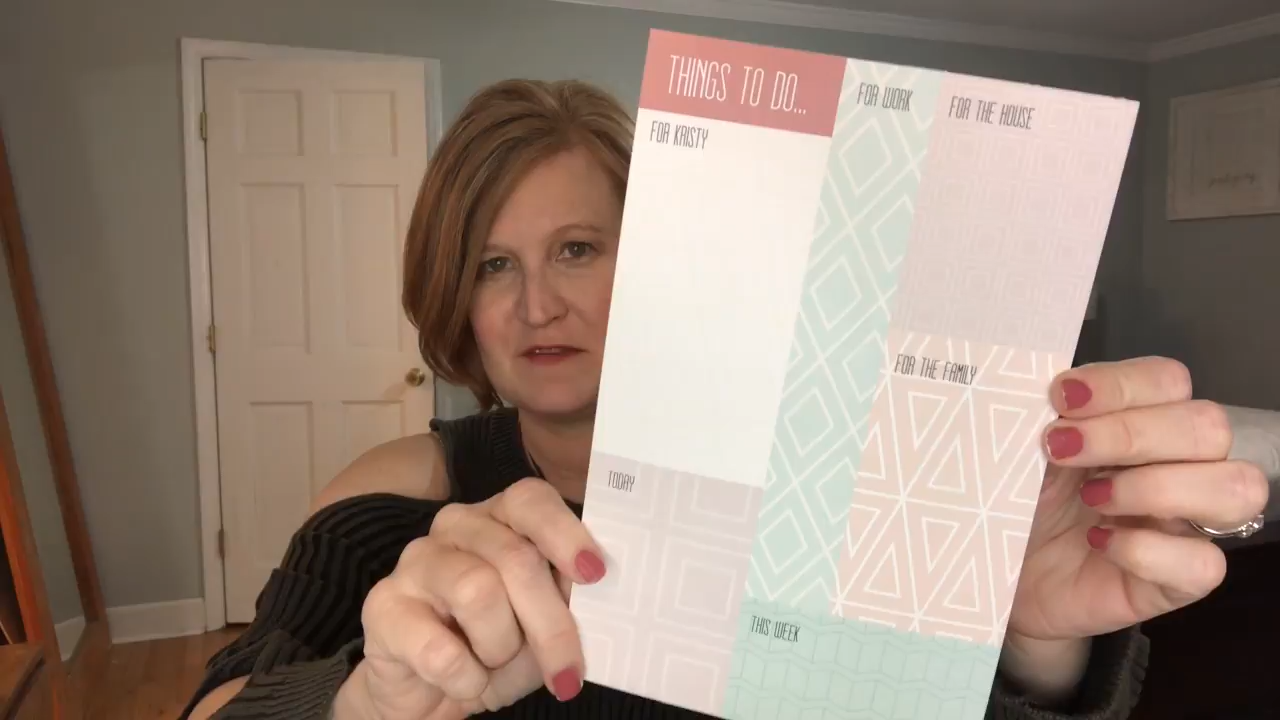 THINGS TO DO...
FOR KRISTY
FOR WORK
FOR THE HOUSE
FOR THE FAMILY
TODAY
THIS WEEK